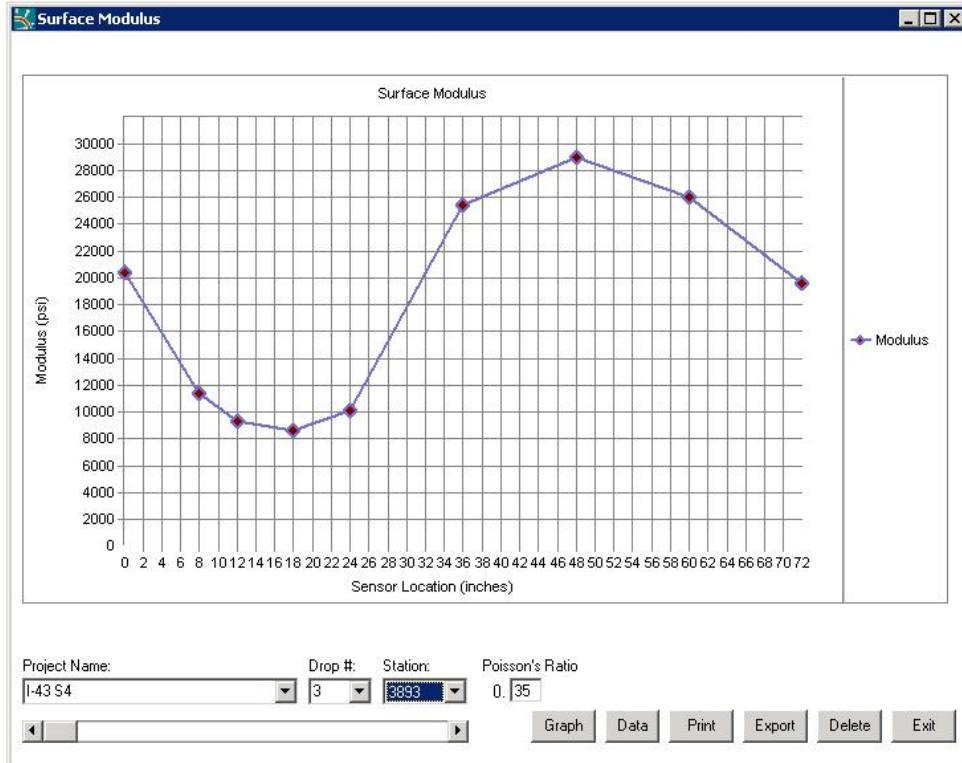 Surface Modulus
Surface Modulus
30000
28000
26000
24000
22000
20000
18000
16000
14000
12000
10000
8000
6000
4000
2000
0
Modulus (psi)
0 2 4 6 8 10 12 14 16 18 20 22 24 26 28 30 32 34 36 38 40 42 44 46 48 50 52 54 56 58 60 62 64 66 68 70 72
Sensor Location (inches)
Modulus
Project Name: Drop #: Station: Poisson's Ratio
I-43 S4 3 3893 0. 35
Graph Data Print Export Delete Exit